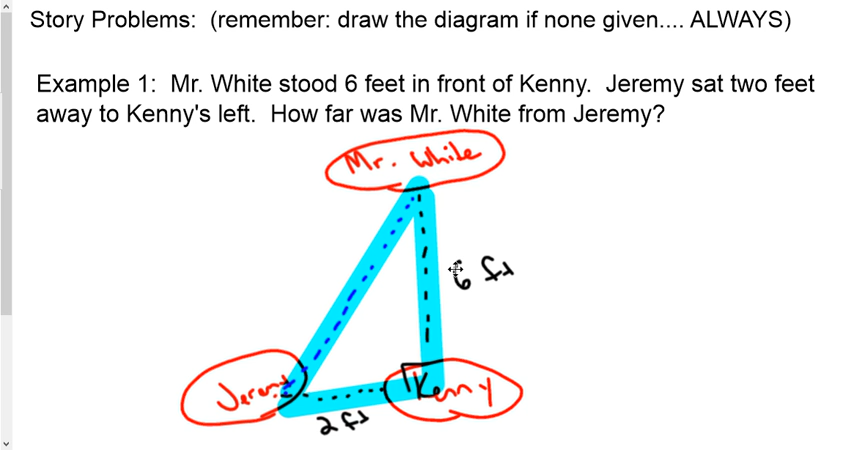 Story Problems: (remember: draw the diagram if none given.... ALWAYS)
Example 1: Mr. White stood 6 feet in front of Kenny. Jeremy sat two feet
away to Kenny's left. How far was Mr. White from Jeremy?
Mr. White
6 ft
Jeremy
Kenny
2 ft